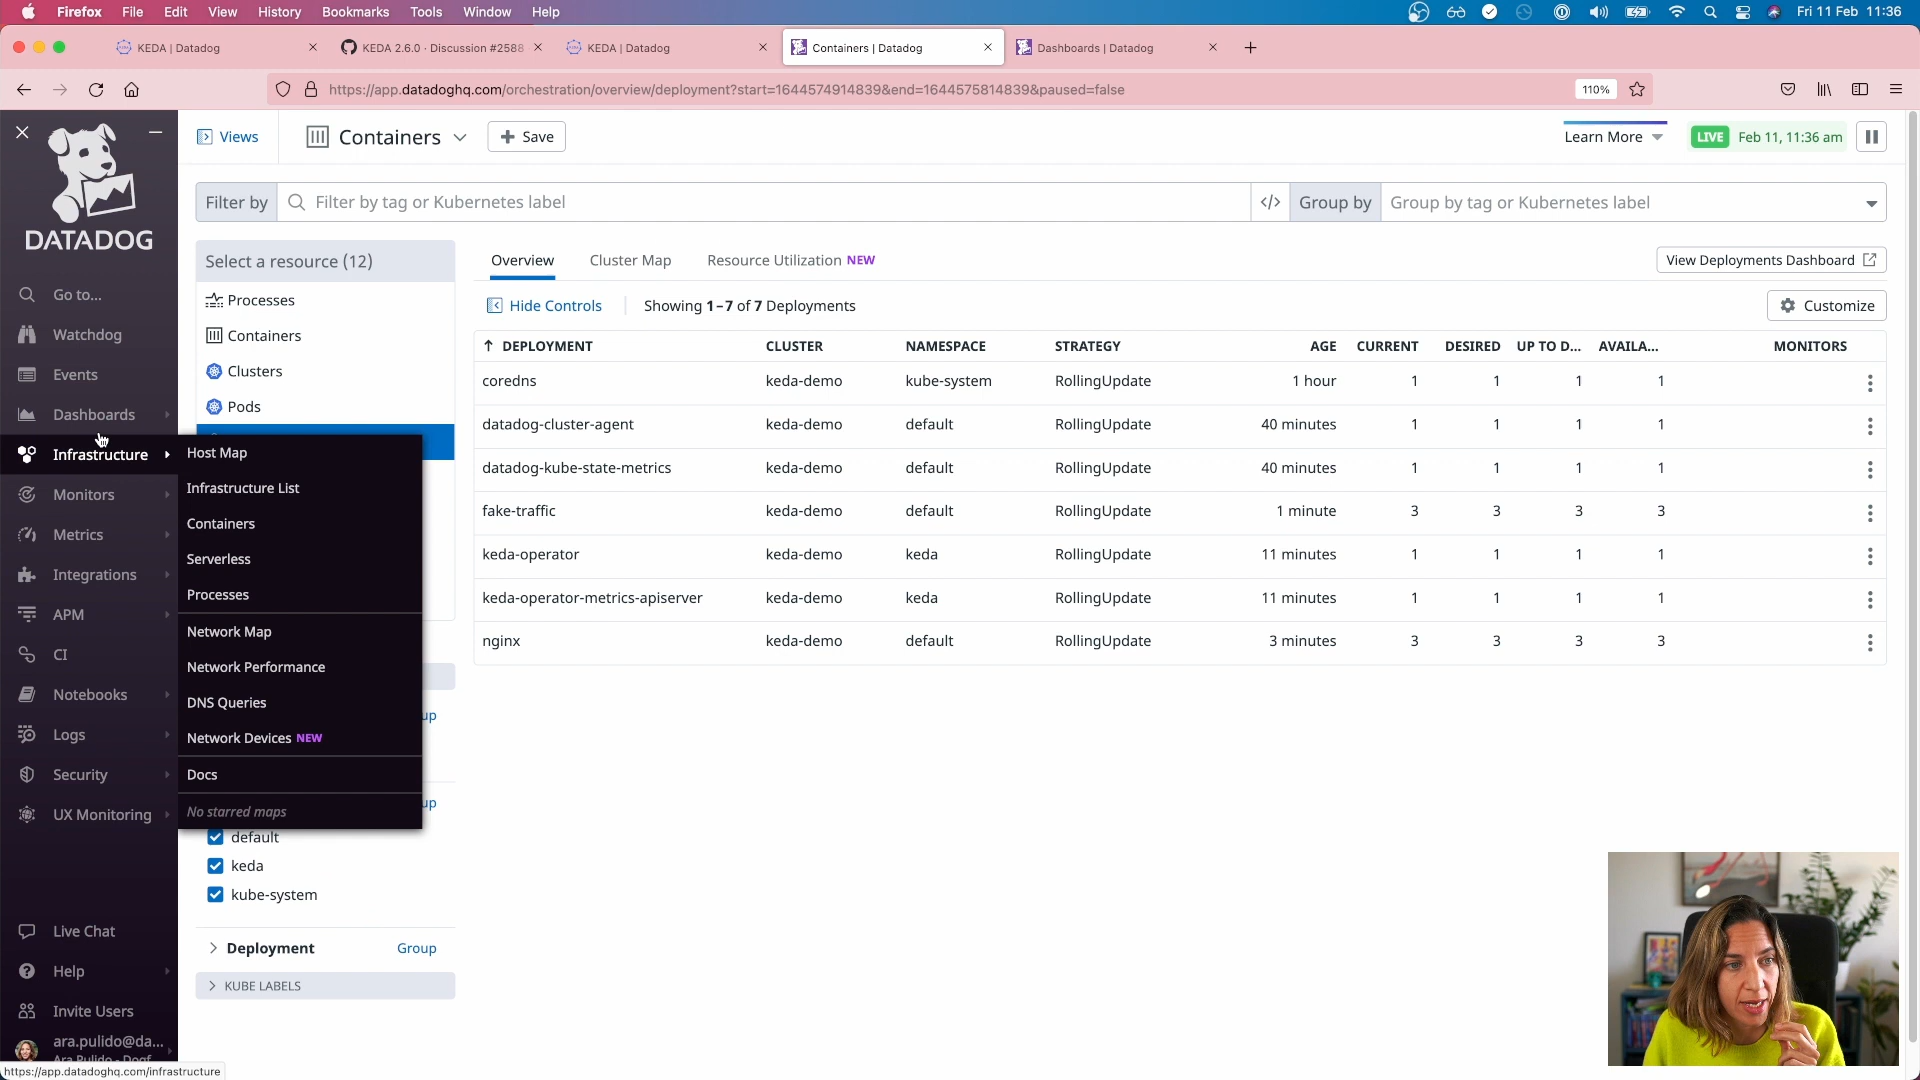 Firefox File Edit View History Bookmarks Tools Window Help Fri 11 Feb 11:36
KEDA | Datadog KEDA 2.6.0 · Discussion #2588 KEDA | Datadog Containers | Datadog Dashboards | Datadog
https://app.datadoghq.com/orchestration/overview/deployment?start=1644574914839&end=1644575814839&paused=false 110%
DATADOG
Go to...
Watchdog
Events
Dashboards
Infrastructure
Monitors
Metrics
Integrations
APM
CI
Notebooks
Logs
Security
UX Monitoring
Live Chat
Help
Invite Users
ara.pulido@da...
https://app.datadoghq.com/infrastructure
Host Map
Infrastructure List
Containers
Serverless
Processes
Network Map
Network Performance
DNS Queries
Network Devices NEW
Docs
No starred maps
Views Containers + Save Learn More LIVE Feb 11, 11:36 am
Filter by Filter by tag or Kubernetes label </> Group by Group by tag or Kubernetes label
Select a resource (12)
Processes
Containers
Clusters
Pods
up
up
default
keda
kube-system
Deployment Group
KUBE LABELS
Overview Cluster Map Resource Utilization NEW View Deployments Dashboard
Hide Controls Showing 1–7 of 7 Deployments Customize
DEPLOYMENT CLUSTER NAMESPACE STRATEGY AGE CURRENT DESIRED UP TO D... AVAILA... MONITORS
coredns keda-demo kube-system RollingUpdate 1 hour 1 1 1 1
datadog-cluster-agent keda-demo default RollingUpdate 40 minutes 1 1 1 1
datadog-kube-state-metrics keda-demo default RollingUpdate 40 minutes 1 1 1 1
fake-traffic keda-demo default RollingUpdate 1 minute 3 3 3 3
keda-operator keda-demo keda RollingUpdate 11 minutes 1 1 1 1
keda-operator-metrics-apiserver keda-demo keda RollingUpdate 11 minutes 1 1 1 1
nginx keda-demo default RollingUpdate 3 minutes 3 3 3 3